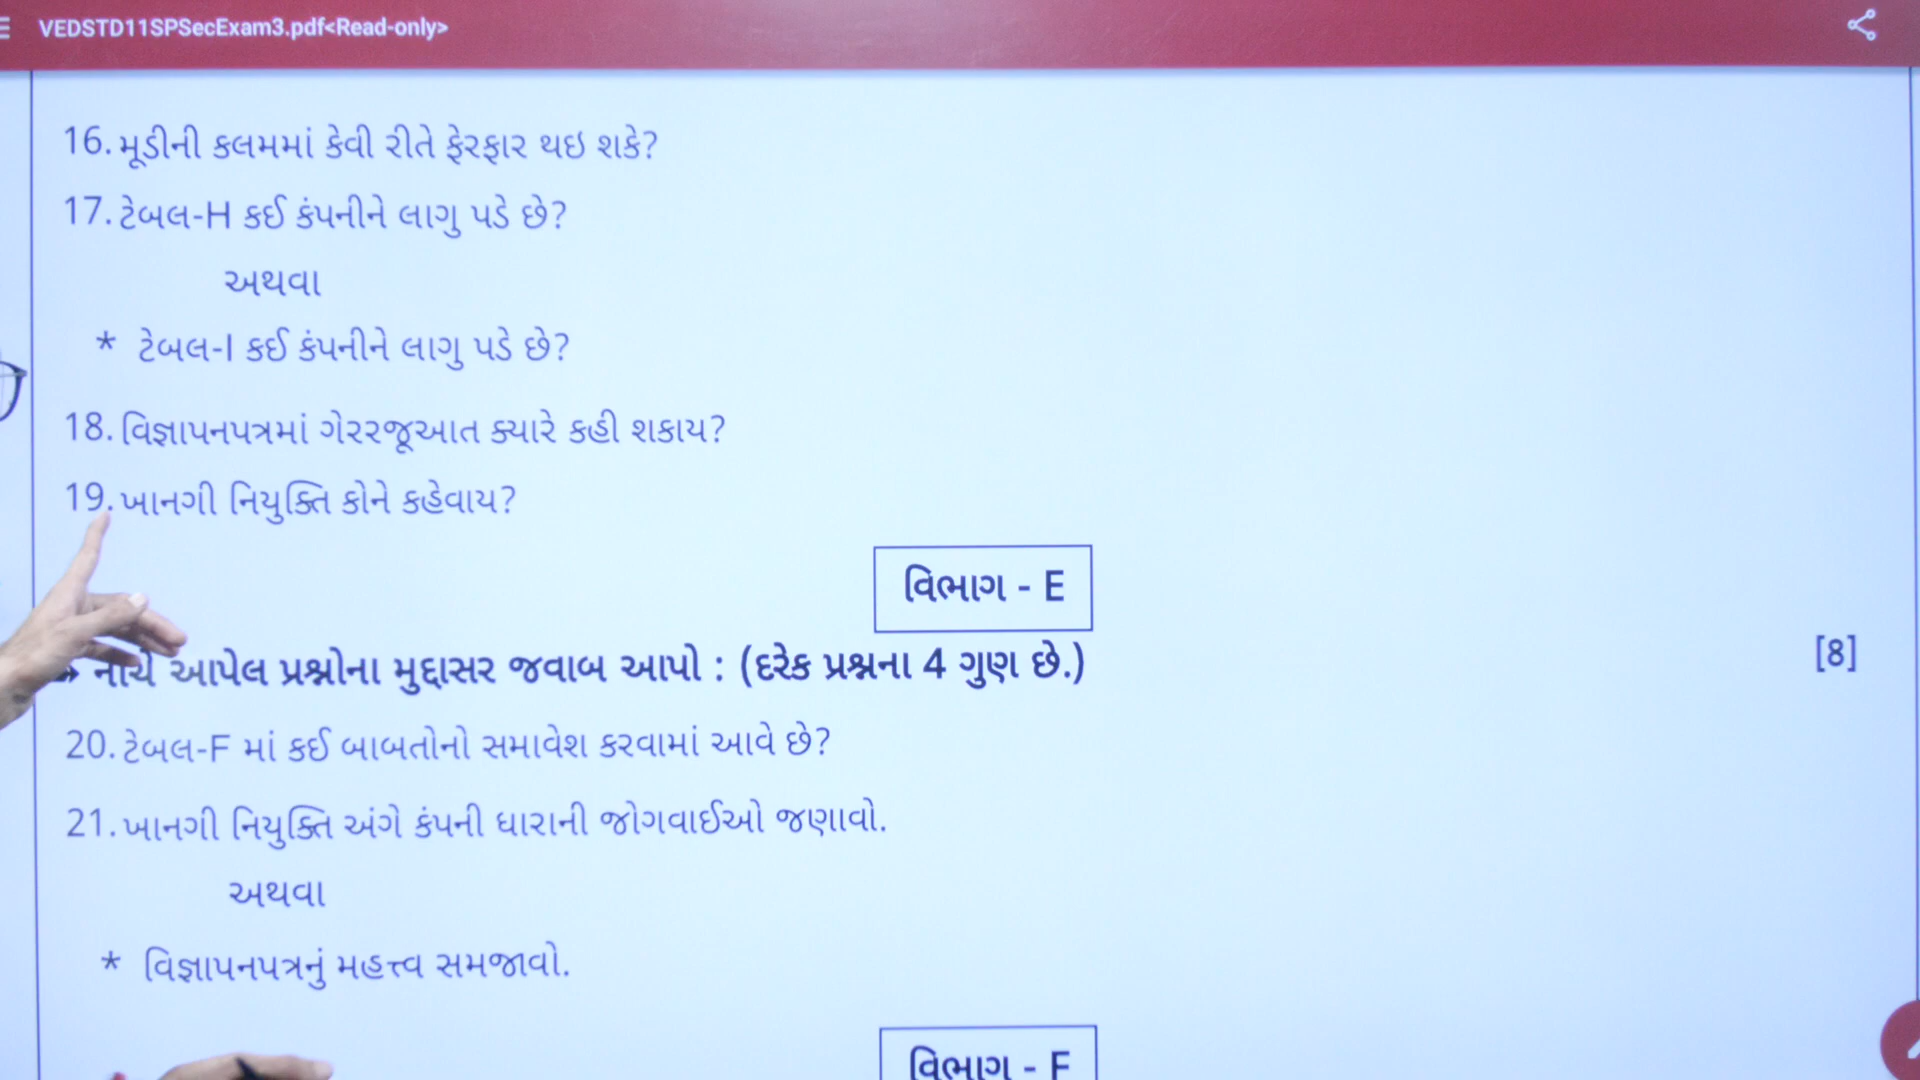 VEDSTD11SPSecExam3.pdf<Read-only>
16. મૂડીની કલમમાં કેવી રીતે ફેરફાર થઇ શકે?
17. ટેબલ-H કઈ કંપનીને લાગુ પડે છે?
અથવા
* ટેબલ-I કઈ કંપનીને લાગુ પડે છે?
18. વિજ્ઞાપનપત્રમાં ગેરરજૂઆત ક્યારે કહી શકાય?
19. ખાનગી નિયુક્તિ કોને કહેવાય?
વિભાગ - E
નીચે આપેલ પ્રશ્નોના મુદ્દાસર જવાબ આપો : (દરેક પ્રશ્નના 4 ગુણ છે.) [8]
20. ટેબલ-F માં કઈ બાબતોનો સમાવેશ કરવામાં આવે છે?
21. ખાનગી નિયુક્તિ અંગે કંપની ધારાની જોગવાઈઓ જણાવો.
અથવા
* વિજ્ઞાપનપત્રનું મહત્ત્વ સમજાવો.
વિભાગ - F